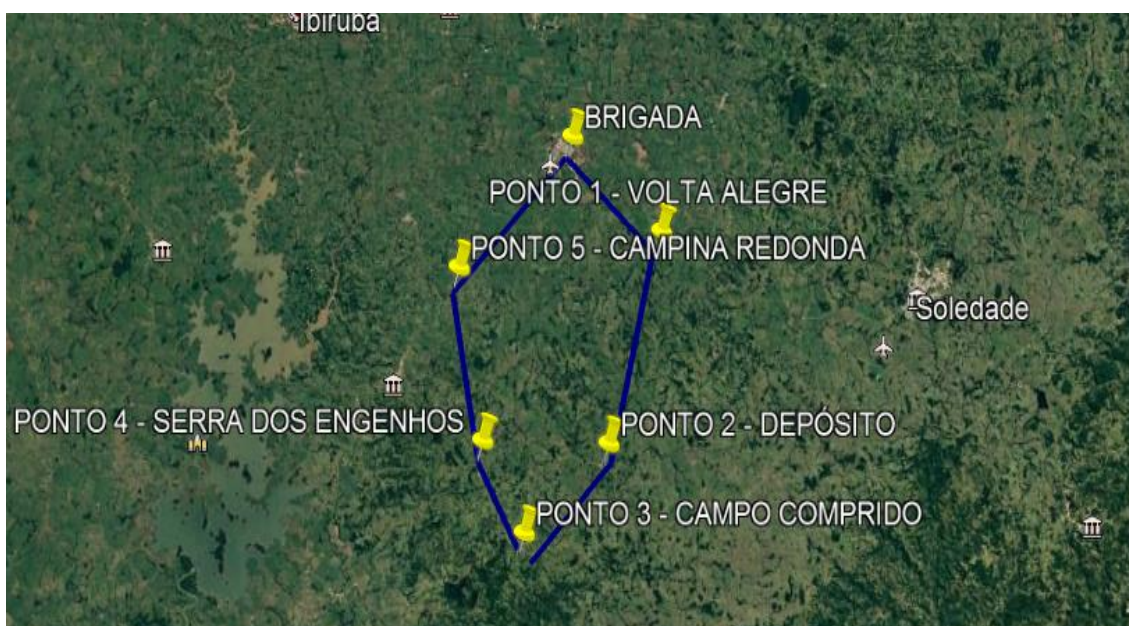 Ibirubá
BRIGADA
PONTO 1 - VOLTA ALEGRE
PONTO 5 - CAMPINA REDONDA
Soledade
PONTO 4 - SERRA DOS ENGENHOS
PONTO 2 - DEPÓSITO
PONTO 3 - CAMPO COMPRIDO